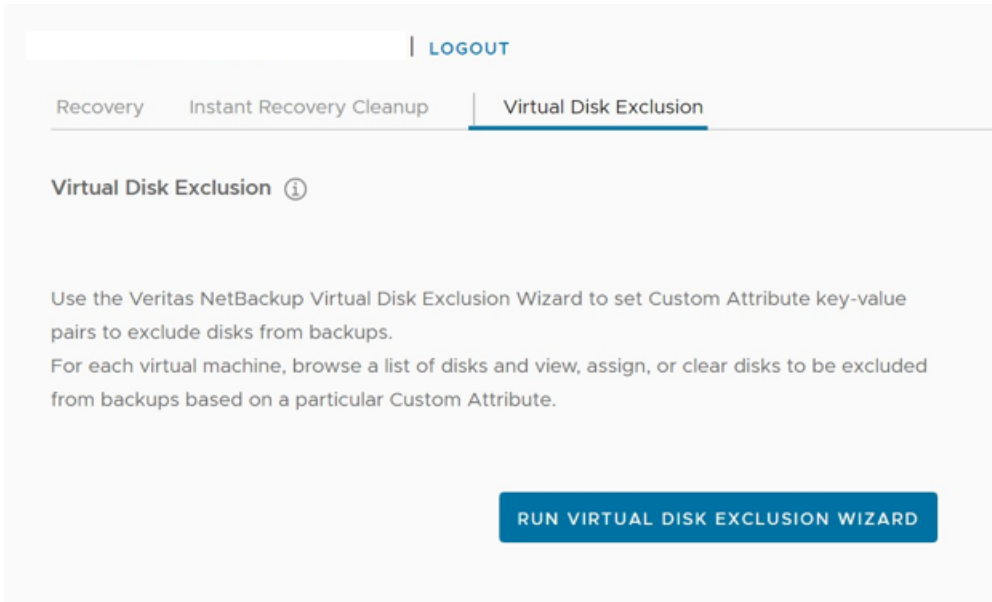 | LOGOUT
Recovery Instant Recovery Cleanup Virtual Disk Exclusion
Virtual Disk Exclusion
Use the Veritas NetBackup Virtual Disk Exclusion Wizard to set Custom Attribute key-value
pairs to exclude disks from backups.
For each virtual machine, browse a list of disks and view, assign, or clear disks to be excluded
from backups based on a particular Custom Attribute.
RUN VIRTUAL DISK EXCLUSION WIZARD